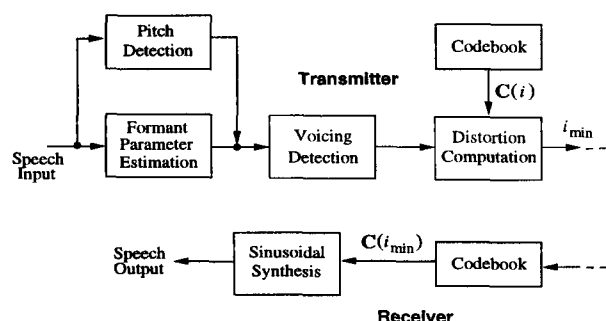 Pitch
Detection
Codebook
Transmitter
C(i)
Formant
Parameter
Estimation
Voicing
Detection
Distortion
Computation
i_min
Speech
Input
Speech
Output
Sinusoidal
Synthesis
C(i_min)
Codebook
Receiver